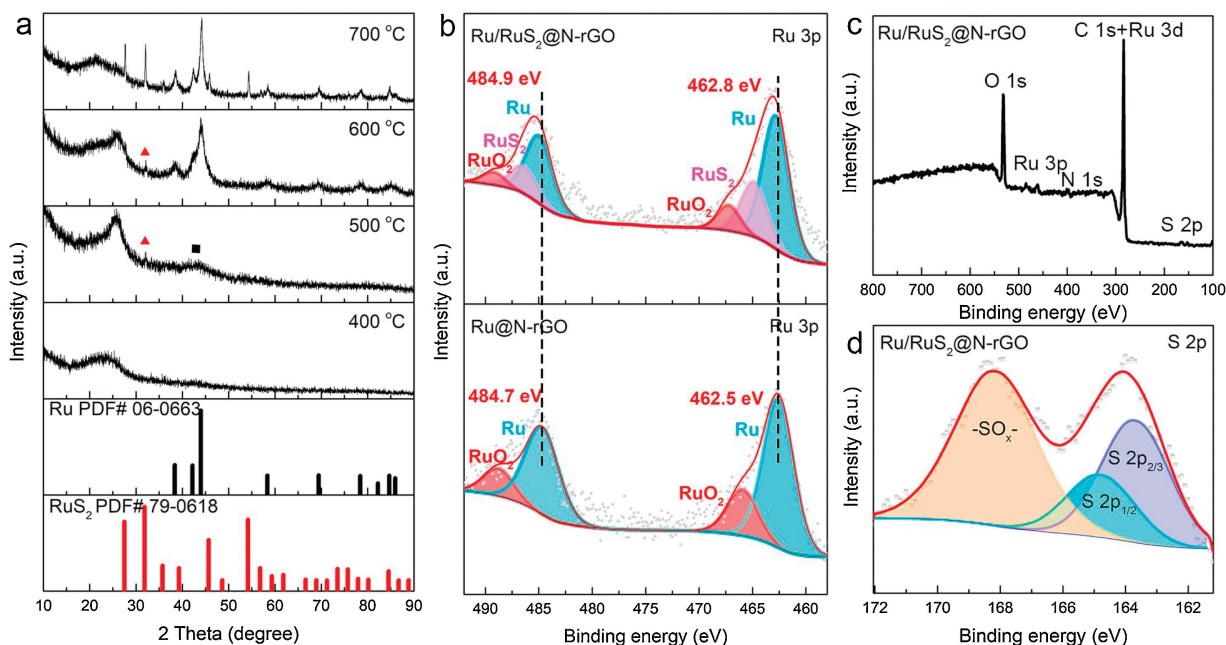 a
700 °C
600 °C
500 °C
400 °C
Ru PDF# 06-0663
RuS₂ PDF# 79-0618
Intensity (a.u.)
10 20 30 40 50 60 70 80 90
2 Theta (degree)
b
Ru/RuS₂@N-rGO Ru 3p
484.9 eV 462.8 eV
Ru Ru
RuS₂ RuS₂
RuO₂ RuO₂
Ru@N-rGO Ru 3p
484.7 eV 462.5 eV
Ru Ru
RuO₂ RuO₂
Intensity (a.u.)
490 485 480 475 470 465 460
Binding energy (eV)
c
Ru/RuS₂@N-rGO
C 1s+Ru 3d
O 1s
Ru 3p
N 1s
S 2p
Intensity (a.u.)
800 700 600 500 400 300 200 100
Binding energy (eV)
d
Ru/RuS₂@N-rGO S 2p
-SOₓ-
S 2p₂/₃
S 2p₁/₂
Intensity (a.u.)
172 170 168 166 164 162
Binding energy (eV)